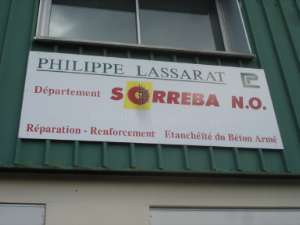 PHILIPPE LASSARAT
Département SORREBA N.O.
Réparation - Renforcement Etanchéité du Béton Armé